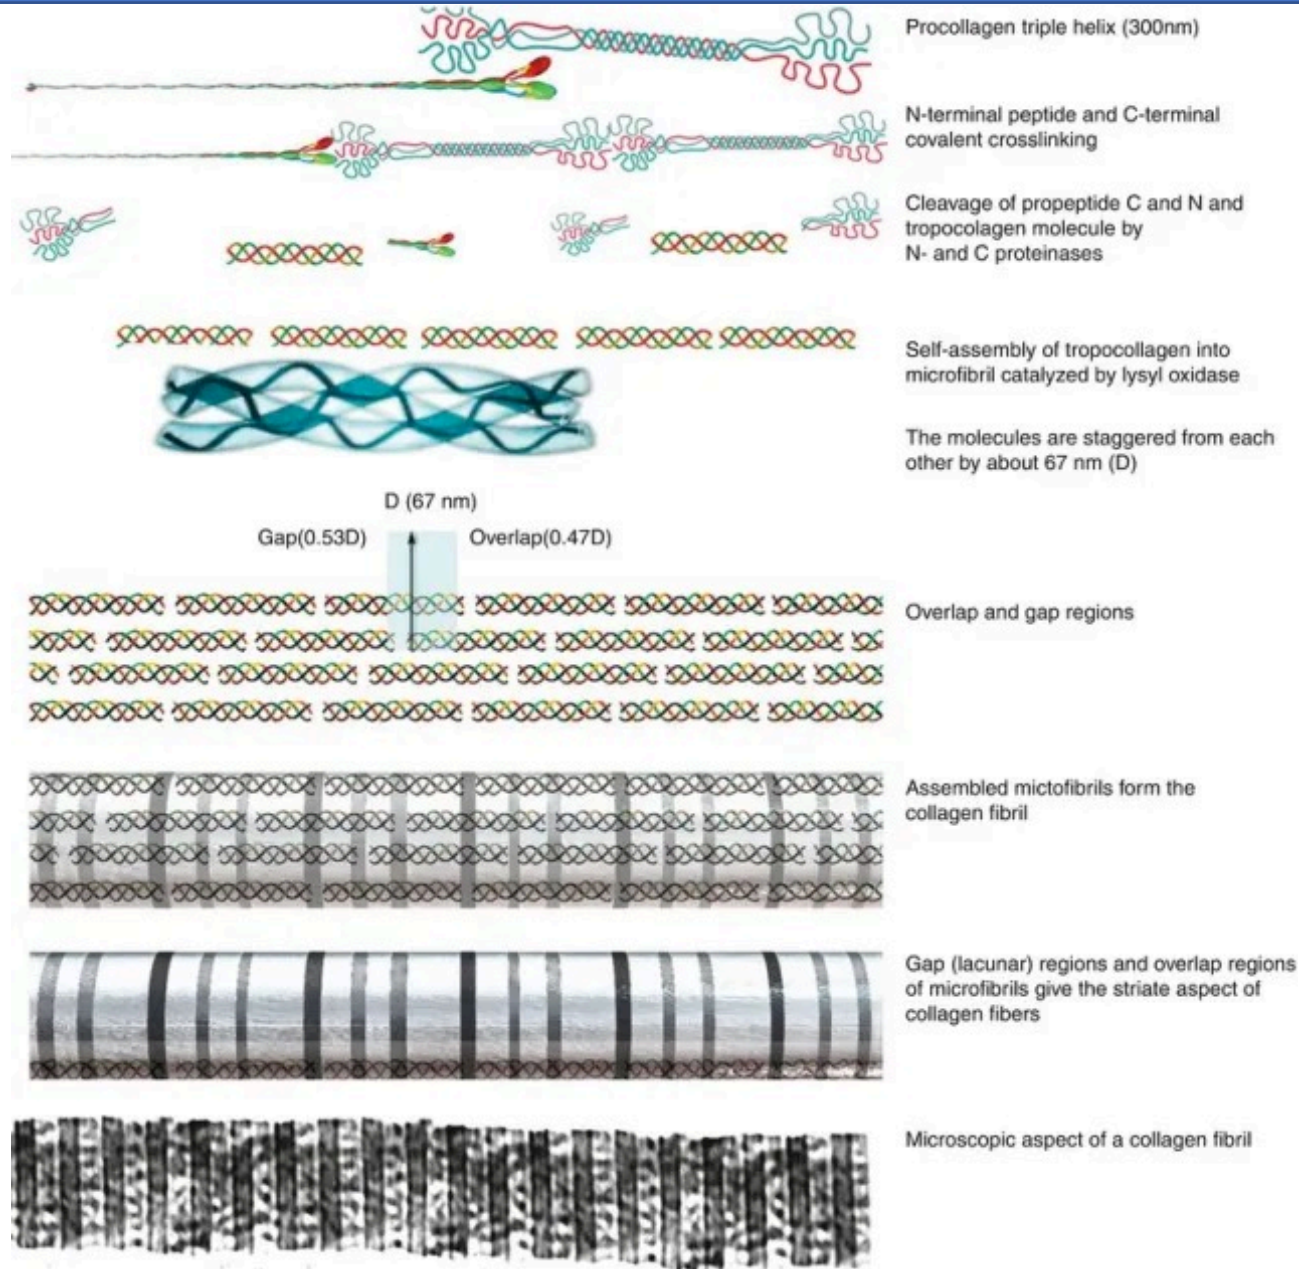 Procollagen triple helix (300nm)
N-terminal peptide and C-terminal
covalent crosslinking
Cleavage of propeptide C and N and
tropocolagen molecule by
N- and C proteinases
Self-assembly of tropocollagen into
microfibril catalyzed by lysyl oxidase
The molecules are staggered from each
other by about 67 nm (D)
D (67 nm)
Gap(0.53D)
Overlap(0.47D)
Overlap and gap regions
Assembled mictofibrils form the
collagen fibril
Gap (lacunar) regions and overlap regions
of microfibrils give the striate aspect of
collagen fibers
Microscopic aspect of a collagen fibril